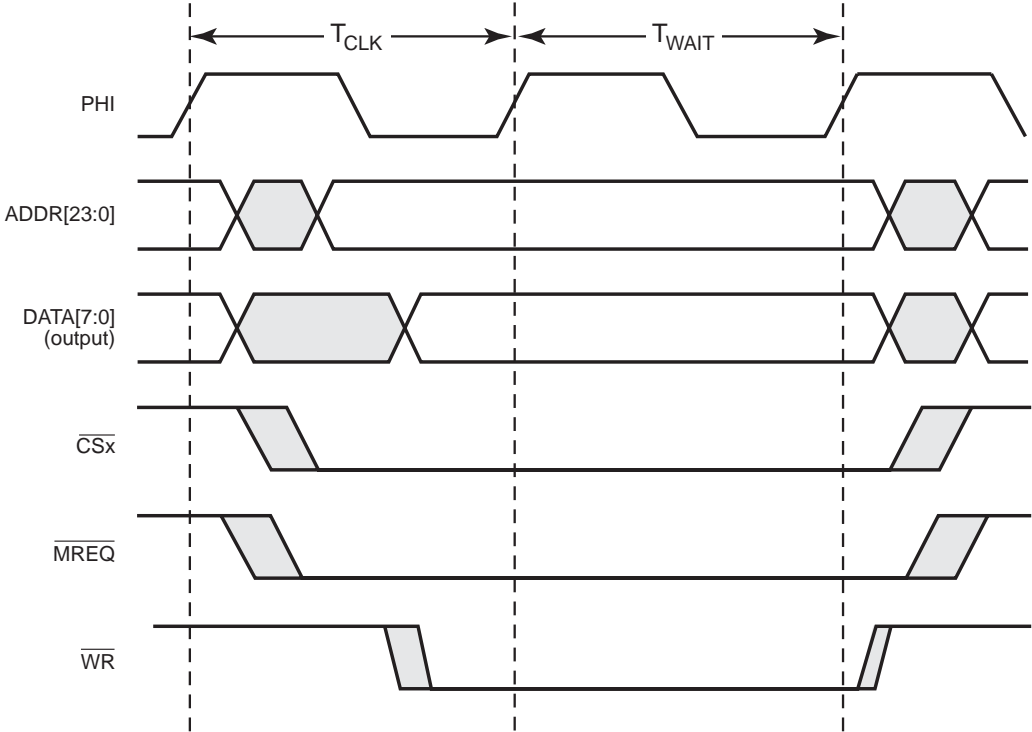 TCLK
TWAIT
PHI
ADDR[23:0]
DATA[7:0]
(output)
CSx
MREQ
WR